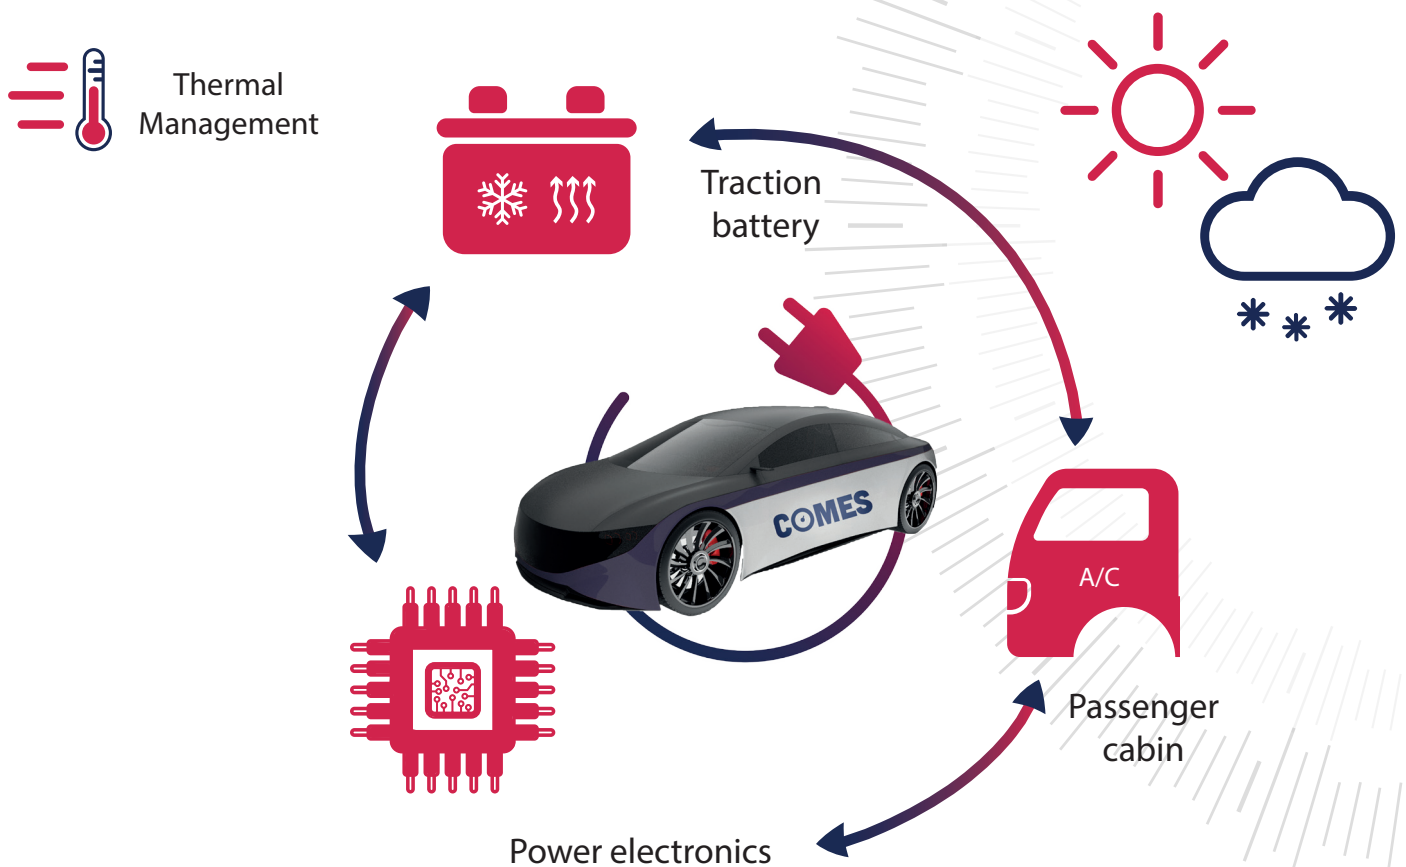 Thermal
Management
Traction
battery
COMES
A/C
Passenger
cabin
Power electronics